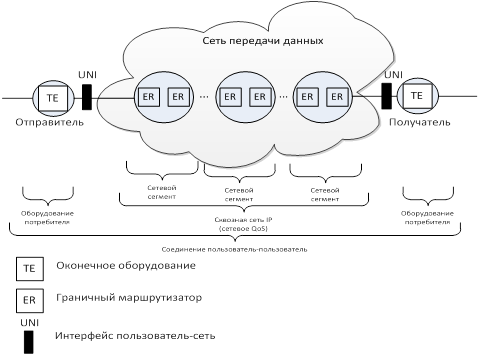 Сеть передачи данных
UNI
UNI
TE
ER
ER
...
ER
ER
...
ER
ER
TE
Отправитель
Получатель
Сетевой
сегмент
Сетевой
сегмент
Сетевой
сегмент
Оборудование
потребителя
Сквозная сеть IP
(сетевое QoS)
Оборудование
потребителя
Соединение пользователь-пользователь
TE
Оконечное оборудование
ER
Граничный маршрутизатор
UNI
Интерфейс пользователь-сеть